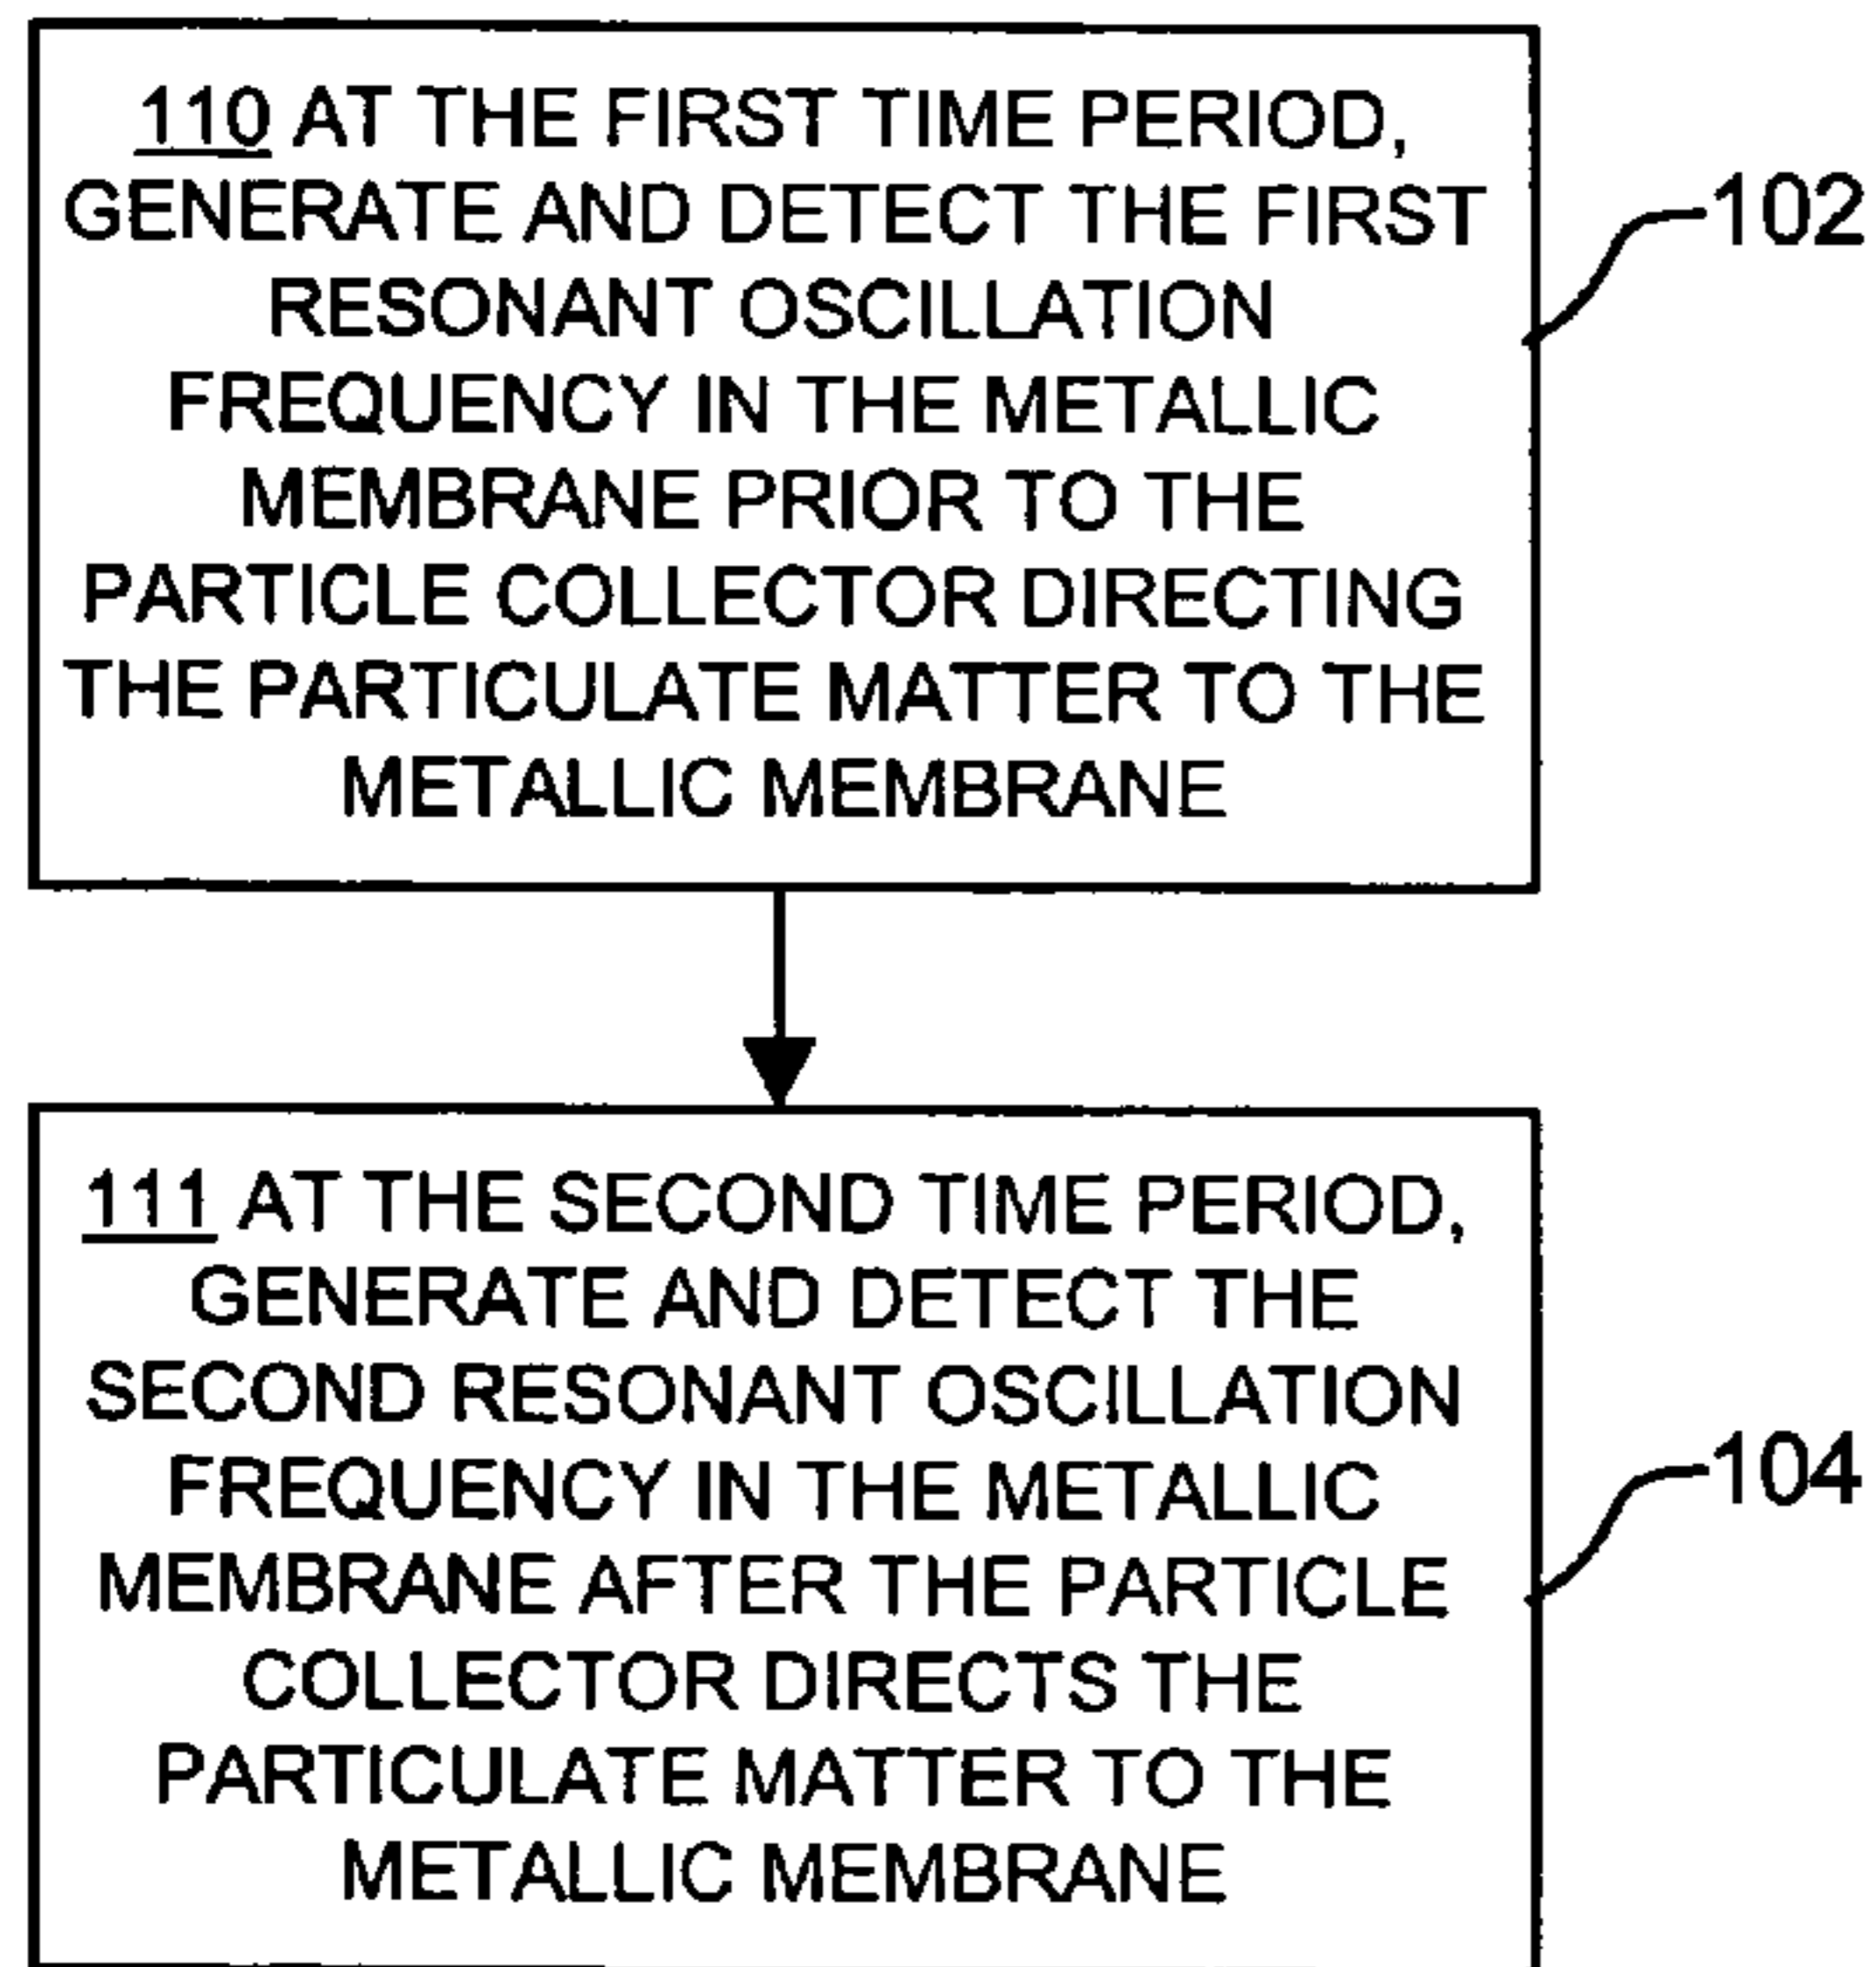 110 AT THE FIRST TIME PERIOD,
GENERATE AND DETECT THE FIRST
RESONANT OSCILLATION
FREQUENCY IN THE METALLIC
MEMBRANE PRIOR TO THE
PARTICLE COLLECTOR DIRECTING
THE PARTICULATE MATTER TO THE
METALLIC MEMBRANE
102
111 AT THE SECOND TIME PERIOD,
GENERATE AND DETECT THE
SECOND RESONANT OSCILLATION
FREQUENCY IN THE METALLIC
MEMBRANE AFTER THE PARTICLE
COLLECTOR DIRECTS THE
PARTICULATE MATTER TO THE
METALLIC MEMBRANE
104